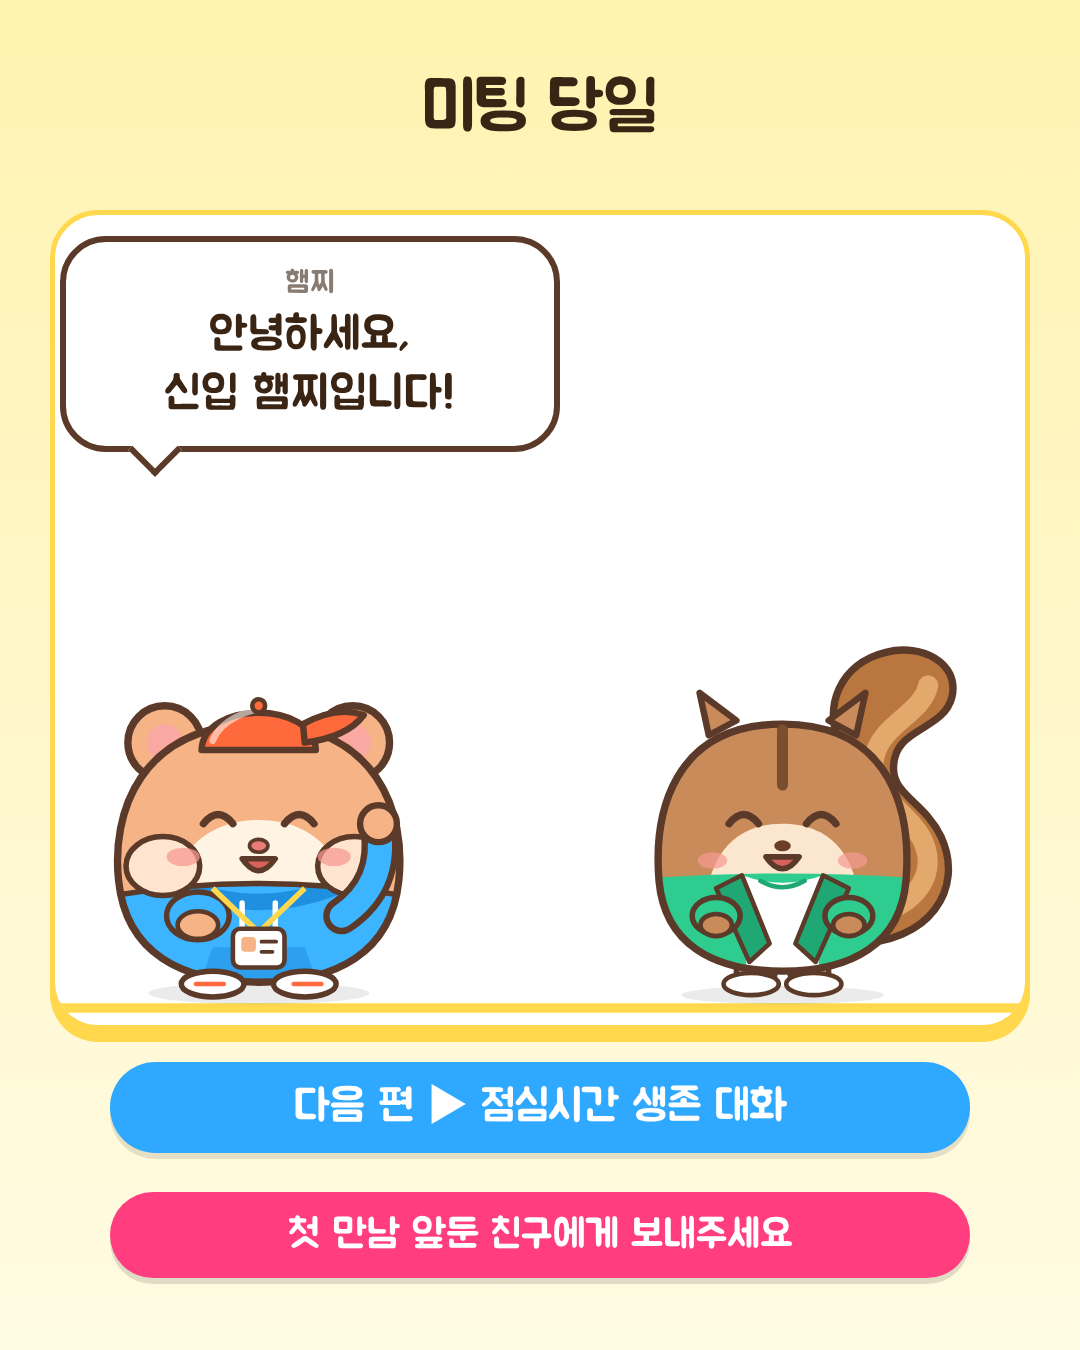 미팅 당일
햄찌
안녕하세요,
신입 햄찌입니다!
다음 편 ▶ 점심시간 생존 대화
첫 만남 앞둔 친구에게 보내주세요